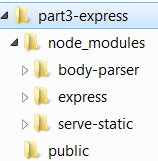 part3-express
node_modules
body-parser
express
serve-static
public